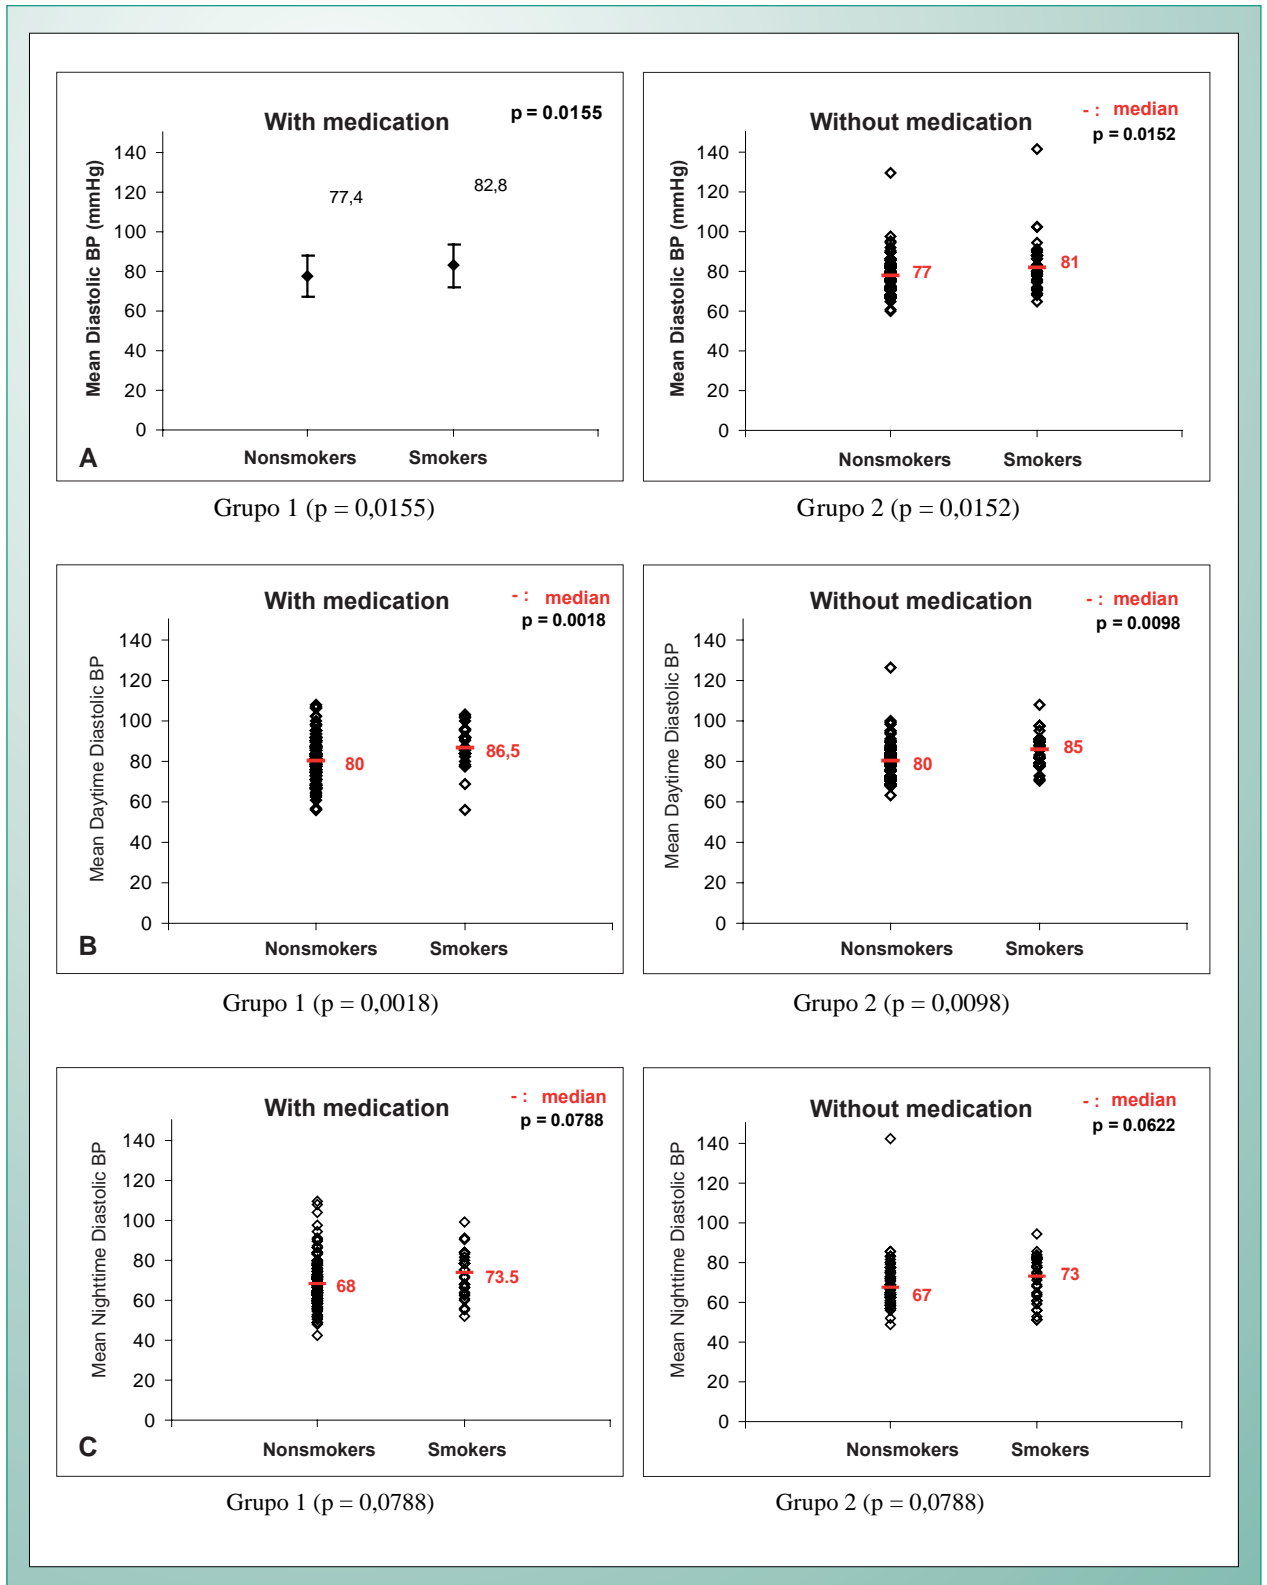 With medication
p = 0.0155
Mean Diastolic BP (mmHg)
140
120
100
80
60
40
20
0
77,4
82,8
Nonsmokers
Smokers
A
Grupo 1 (p = 0,0155)
Without medication
- : median
p = 0.0152
Mean Diastolic BP (mmHg)
140
120
100
80
60
40
20
0
77
81
Nonsmokers
Smokers
Grupo 2 (p = 0,0152)
With medication
- : median
p = 0.0018
Mean Daytime Diastolic BP
140
120
100
80
60
40
20
0
80
86,5
Nonsmokers
Smokers
B
Grupo 1 (p = 0,0018)
Without medication
- : median
p = 0.0098
Mean Daytime Diastolic BP
140
120
100
80
60
40
20
0
80
85
Nonsmokers
Smokers
Grupo 2 (p = 0,0098)
With medication
- : median
p = 0.0788
Mean Nighttime Diastolic BP
140
120
100
80
60
40
20
0
68
73.5
Nonsmokers
Smokers
C
Grupo 1 (p = 0,0788)
Without medication
- : median
p = 0.0622
Mean Nighttime Diastolic BP
140
120
100
80
60
40
20
0
67
73
Nonsmokers
Smokers
Grupo 2 (p = 0,0788)